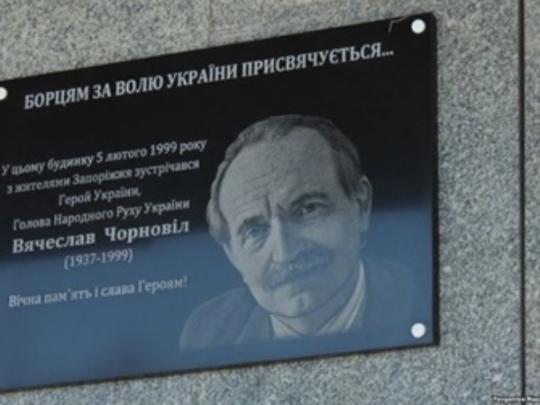 БОРЦЯМ ЗА ВОЛЮ УКРАЇНИ ПРИСВЯЧУЄТЬСЯ...
У цьому будинку 5 лютого 1999 року
з жителями Запоріжжя зустрічався
Герой України,
Голова Народного Руху України
Вячеслав Чорновіл
(1937-1999)
Вічна пам`ять і слава Героям!